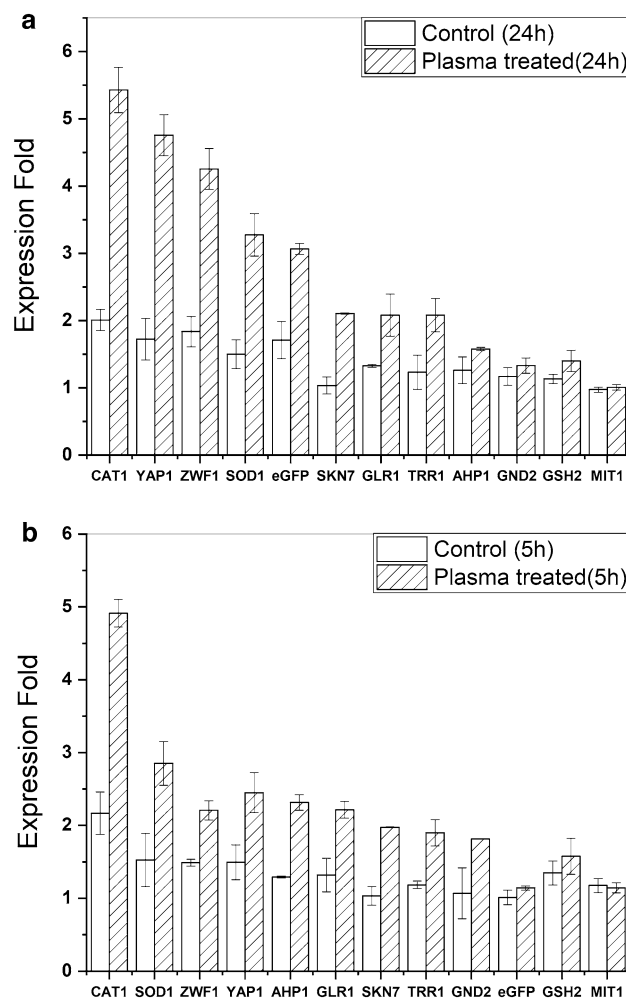 a
Control (24h)
Plasma treated(24h)
Expression Fold
6
5
4
3
2
1
0
CAT1 YAP1 ZWF1 SOD1 eGFP SKN7 GLR1 TRR1 AHP1 GND2 GSH2 MIT1
b
Control (5h)
Plasma treated(5h)
Expression Fold
6
5
4
3
2
1
0
CAT1 SOD1 ZWF1 YAP1 AHP1 GLR1 SKN7 TRR1 GND2 eGFP GSH2 MIT1